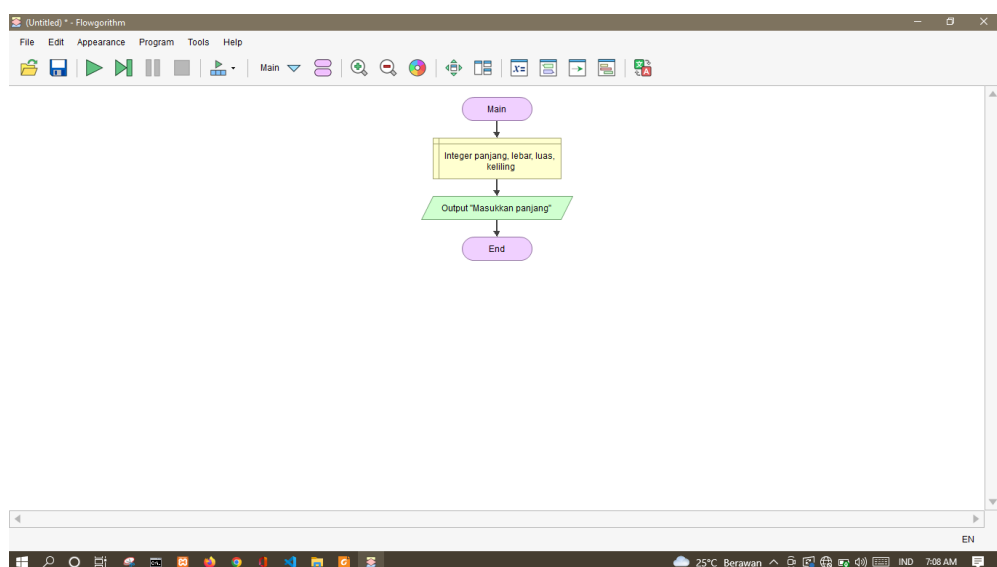 (Untitled) * - Flowgorithm
File Edit Appearance Program Tools Help
Main
X=
Main
Integer panjang, lebar, luas,
keliling
Output "Masukkan panjang"
End
EN
25°C Berawan IND 7:08 AM